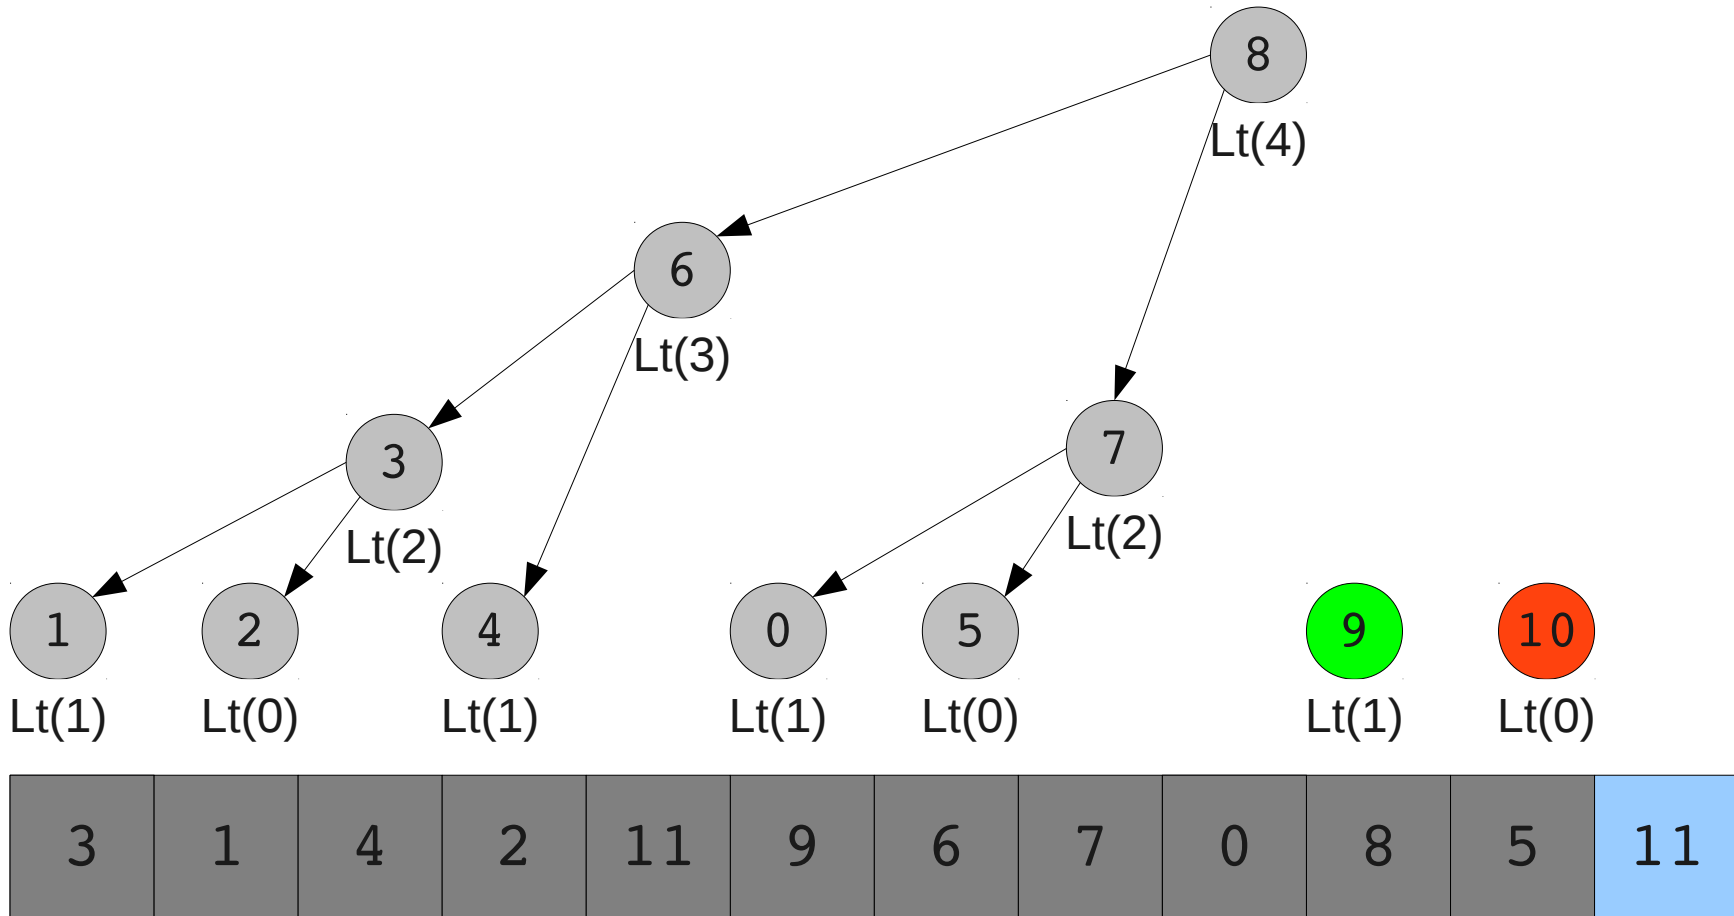 8
Lt(4)
6
Lt(3)
3
7
Lt(2)
Lt(2)
1 2 4 0 5 9 10
Lt(1) Lt(0) Lt(1) Lt(1) Lt(0) Lt(1) Lt(0)
3 1 4 2 11 9 6 7 0 8 5 11